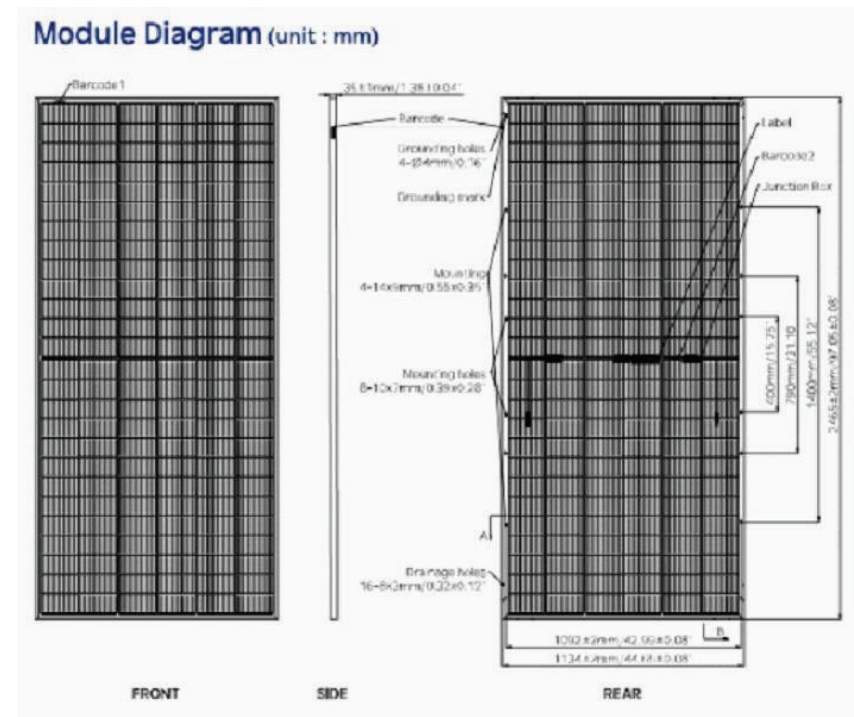 Module Diagram (unit : mm)
Barcode1
35±1mm/1.38±0.04"
Barcode
Grounding holes
4-Ø4mm/0.16"
Grounding mark
Mounting
4-14x9mm/0.55x0.35"
Mounting holes
8-10x7mm/0.39x0.28"
Drainage holes
16-8x3mm/0.32x0.12"
Label
Barcode2
Junction Box
400mm/15.75"
790mm/31.10
1400mm/55.12"
2465±2mm/97.05±0.08"
A
B
1092±2mm/42.99±0.08"
1134±2mm/44.65±0.08"
FRONT
SIDE
REAR